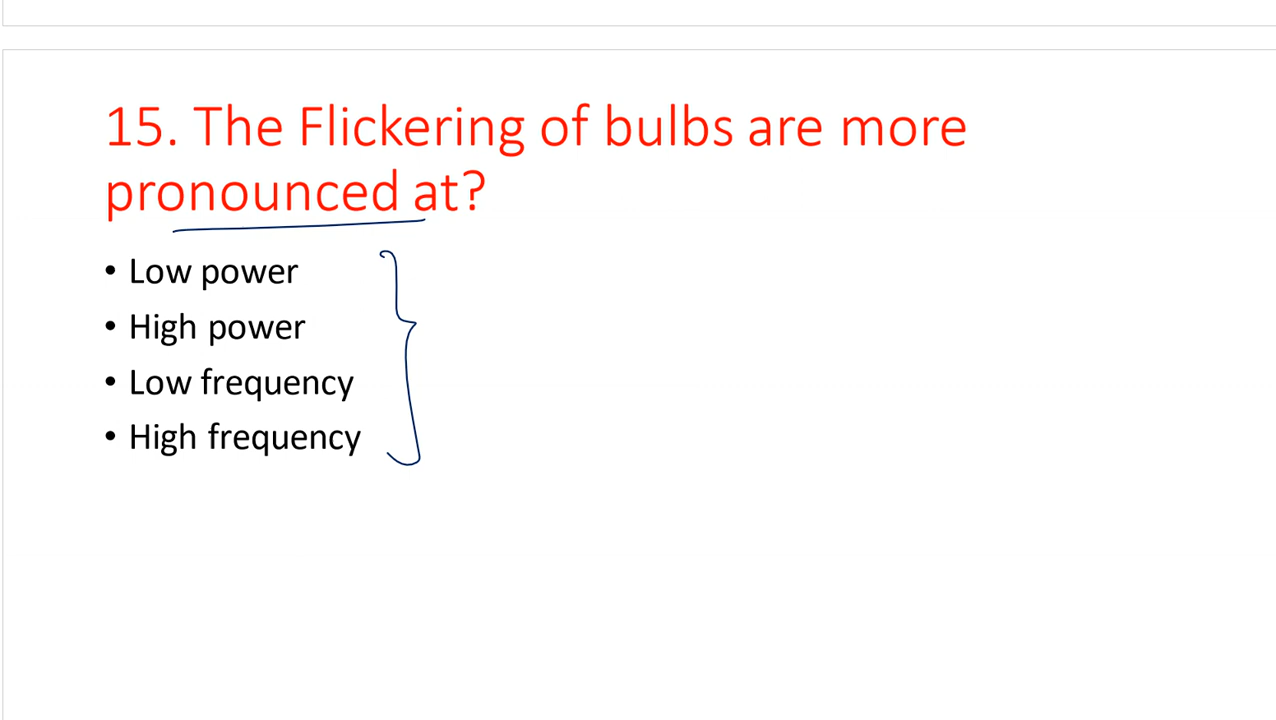 15. The Flickering of bulbs are more
pronounced at?
• Low power
• High power
• Low frequency
• High frequency